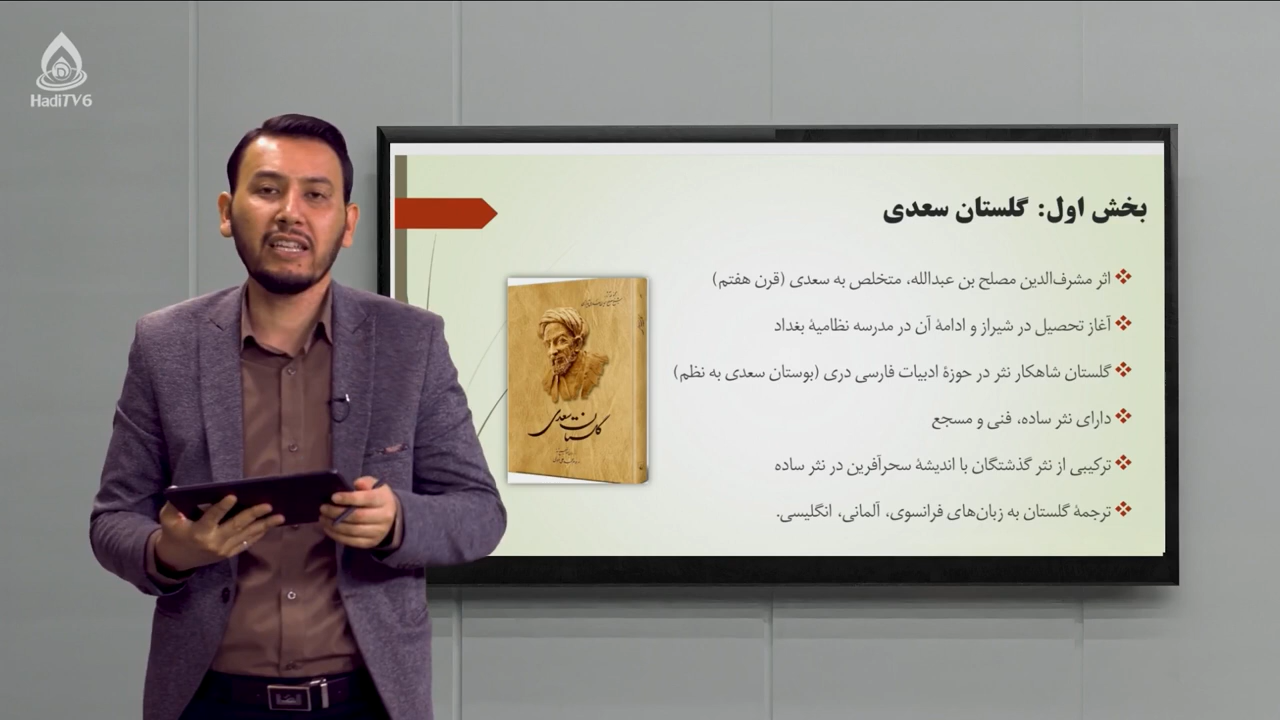 HadiTV6
بخش اول: گلستان سعدی
اثر مشرف‌الدین مصلح بن عبدالله، متخلص به سعدی (قرن هفتم)
آغاز تحصیل در شیراز و ادامهٔ آن در مدرسه نظامیهٔ بغداد
گلستان شاهکار نثر در حوزهٔ ادبیات فارسی دری (بوستان سعدی به نظم)
دارای نثر ساده، فنی و مسجع
ترکیبی از نثر گذشتگان با اندیشهٔ سحرآفرین در نثر ساده
ترجمهٔ گلستان به زبان‌های فرانسوی، آلمانی، انگلیسی.
گلستان سعدی